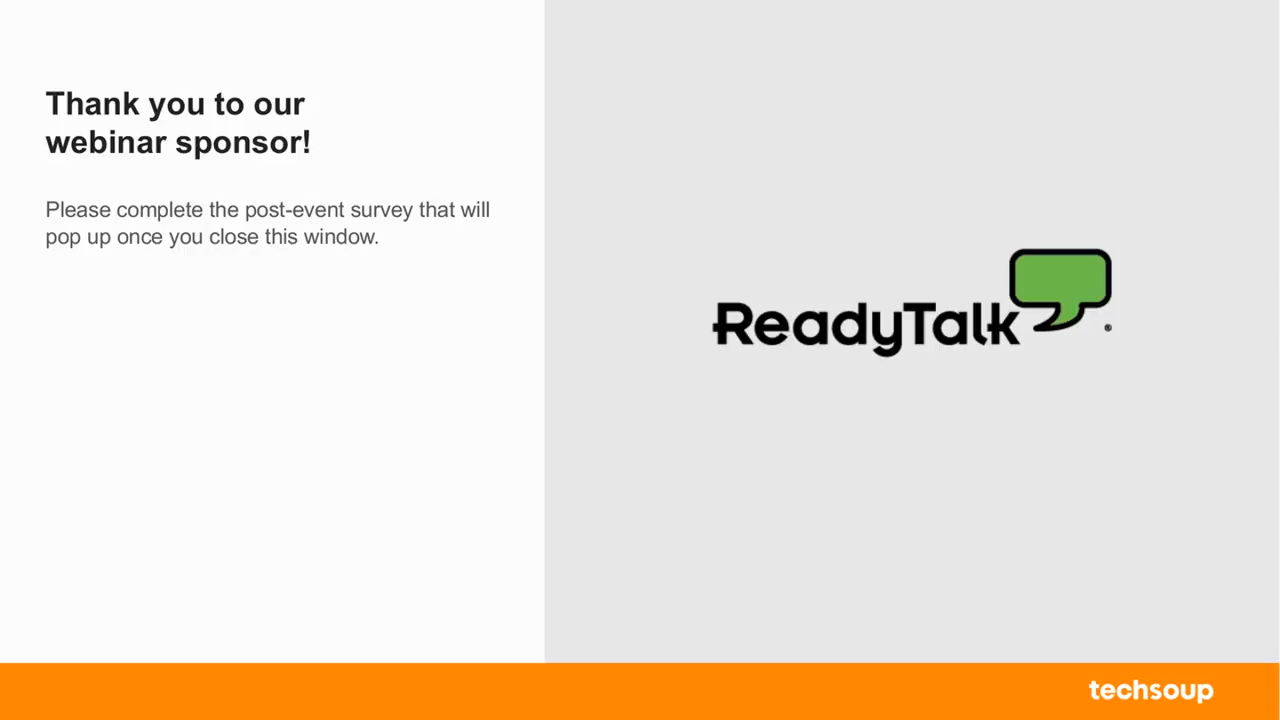 Thank you to our
webinar sponsor!
Please complete the post-event survey that will
pop up once you close this window.
ReadyTalk®
techsoup